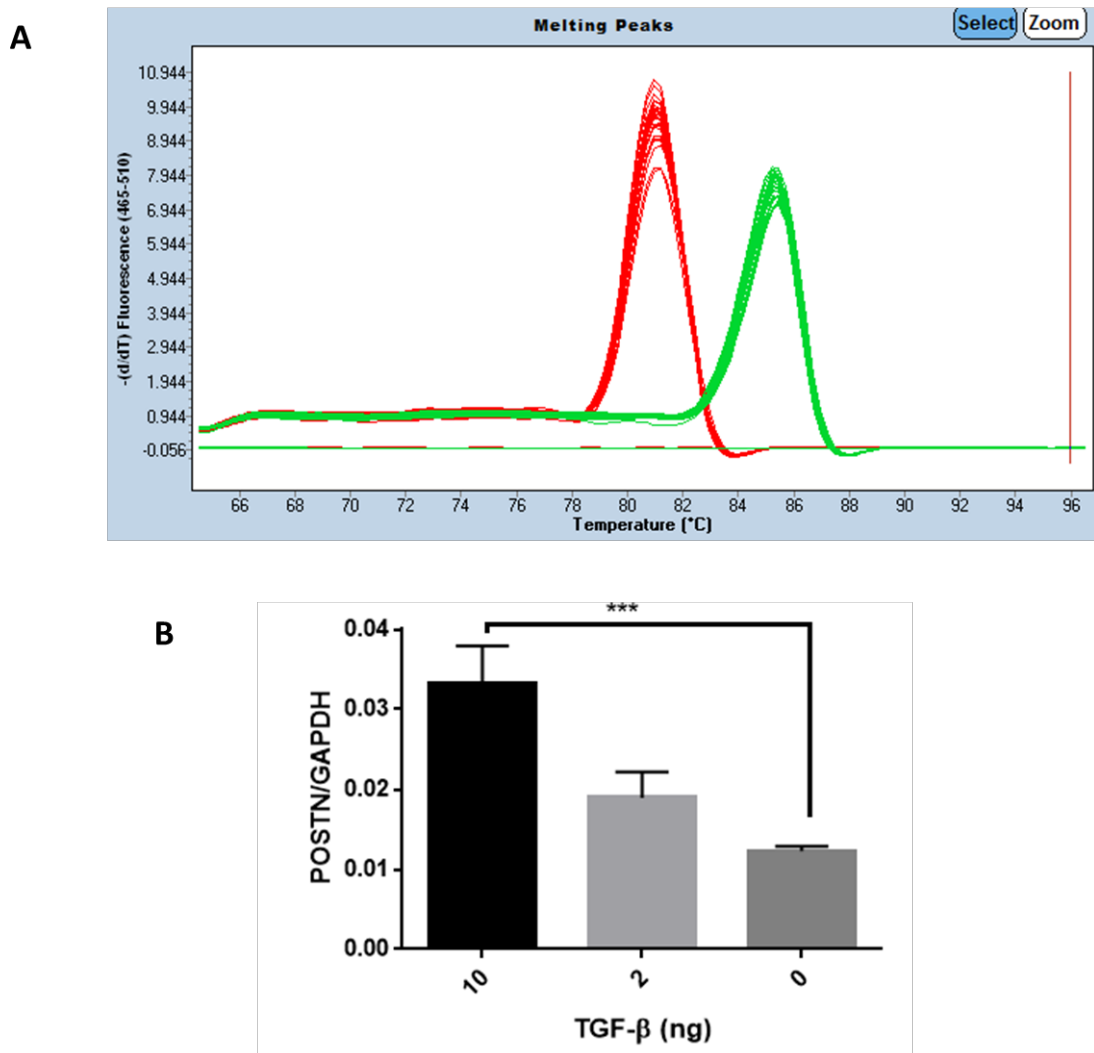 A
Melting Peaks
Select
Zoom
-(d/dT) Fluorescence (465-510)
10.944
9.944
8.944
7.944
6.944
5.944
4.944
3.944
2.944
1.944
0.944
-0.056
66 68 70 72 74 76 78 80 82 84 86 88 90 92 94 96
Temperature (°C)
B
***
POSTN/GAPDH
0.04
0.03
0.02
0.01
0.00
10 2 0
TGF-β (ng)